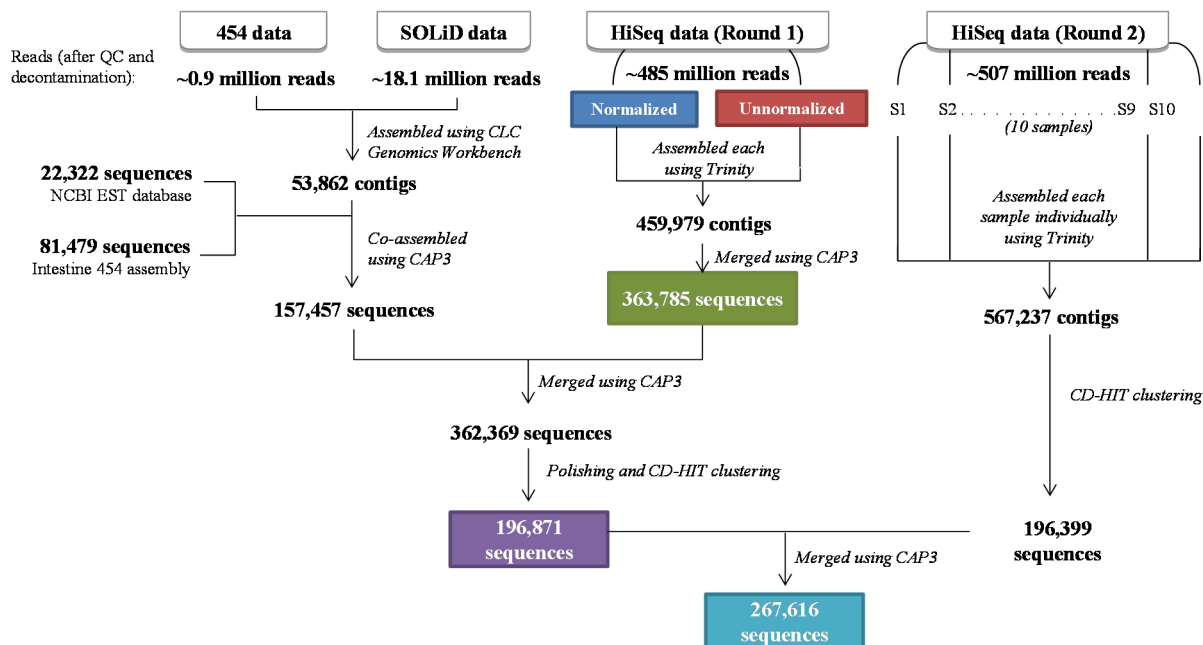 454 data
SOLiD data
HiSeq data (Round 1)
HiSeq data (Round 2)
Reads (after QC and
decontamination):
~0.9 million reads
~18.1 million reads
~485 million reads
~507 million reads
Normalized
Unnormalized
S1
S2 . . . . . . . . . . . . . . S9
S10
(10 samples)
Assembled using CLC
Genomics Workbench
Assembled each
using Trinity
22,322 sequences
NCBI EST database
53,862 contigs
Assembled each
sample individually
using Trinity
459,979 contigs
81,479 sequences
Intestine 454 assembly
Co-assembled
using CAP3
Merged using CAP3
157,457 sequences
363,785 sequences
567,237 contigs
Merged using CAP3
CD-HIT clustering
362,369 sequences
Polishing and CD-HIT clustering
196,871
sequences
196,399
sequences
Merged using CAP3
267,616
sequences